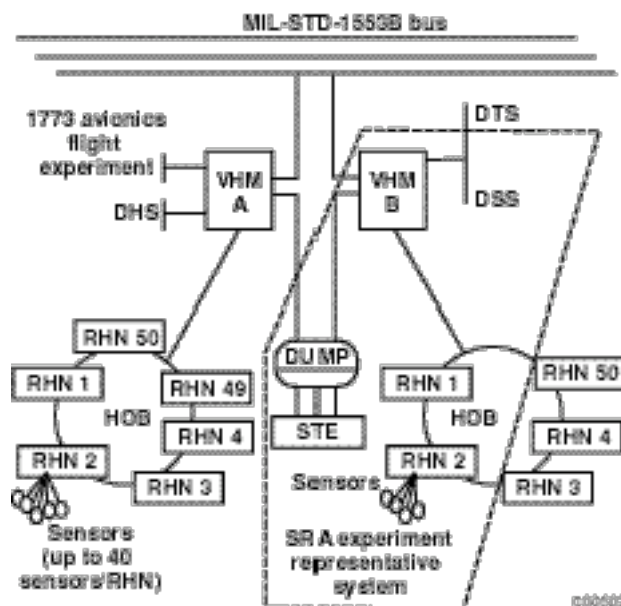 MIL-STD-1553B bus
1773 avionics
flight
experiment
DHS
VHM
A
VHM
B
DTS
DSS
RHN 50
RHN 1
RHN 49
HOB
RHN 4
RHN 2
RHN 3
Sensors
(up to 40
sensors/RHN)
DUMP
STE
RHN 1
RHN 50
HOB
RHN 4
RHN 2
RHN 3
Sensors
SRA experiment
representative
system